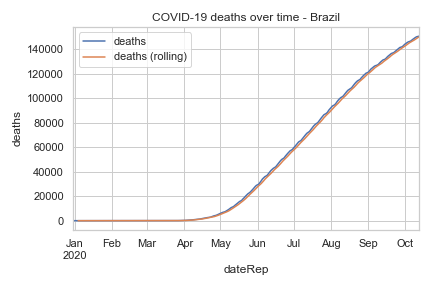 COVID-19 deaths over time - Brazil
deaths
deaths (rolling)
140000
120000
100000
80000
60000
40000
20000
0
deaths
Jan Feb Mar Apr May Jun Jul Aug Sep Oct
2020
dateRep